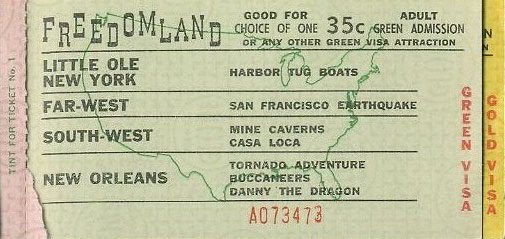 FREEDOMLAND
GOOD FOR ADULT
CHOICE OF ONE 35c GREEN ADMISSION
OR ANY OTHER GREEN VISA ATTRACTION
LITTLE OLE
NEW YORK
HARBOR TUG BOATS
FAR-WEST
SAN FRANCISCO EARTHQUAKE
SOUTH-WEST
MINE CAVERNS
CASA LOCA
NEW ORLEANS
TORNADO ADVENTURE
BUCCANEERS
DANNY THE DRAGON
A073473
TINT FOR TICKET No. 1
GREEN VISA
GOLD VISA